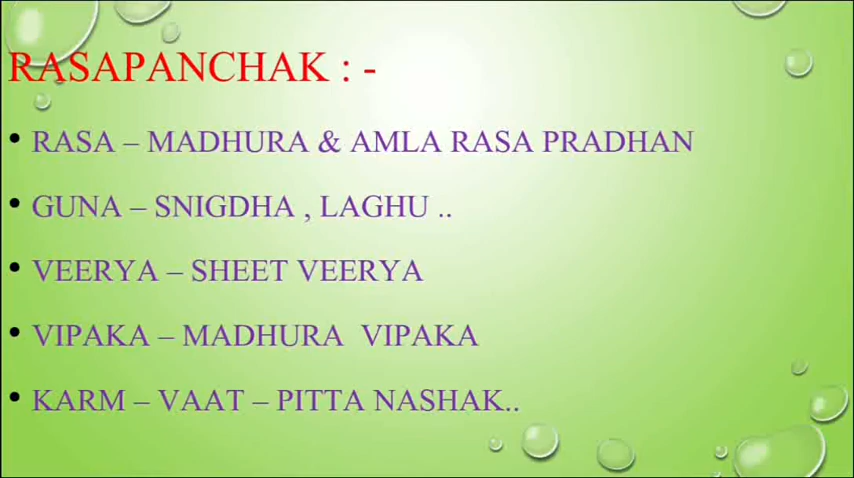 RASAPANCHAK : -
• RASA – MADHURA & AMLA RASA PRADHAN
• GUNA – SNIGDHA , LAGHU ..
• VEERYA – SHEET VEERYA
• VIPAKA – MADHURA VIPAKA
• KARM – VAAT – PITTA NASHAK..